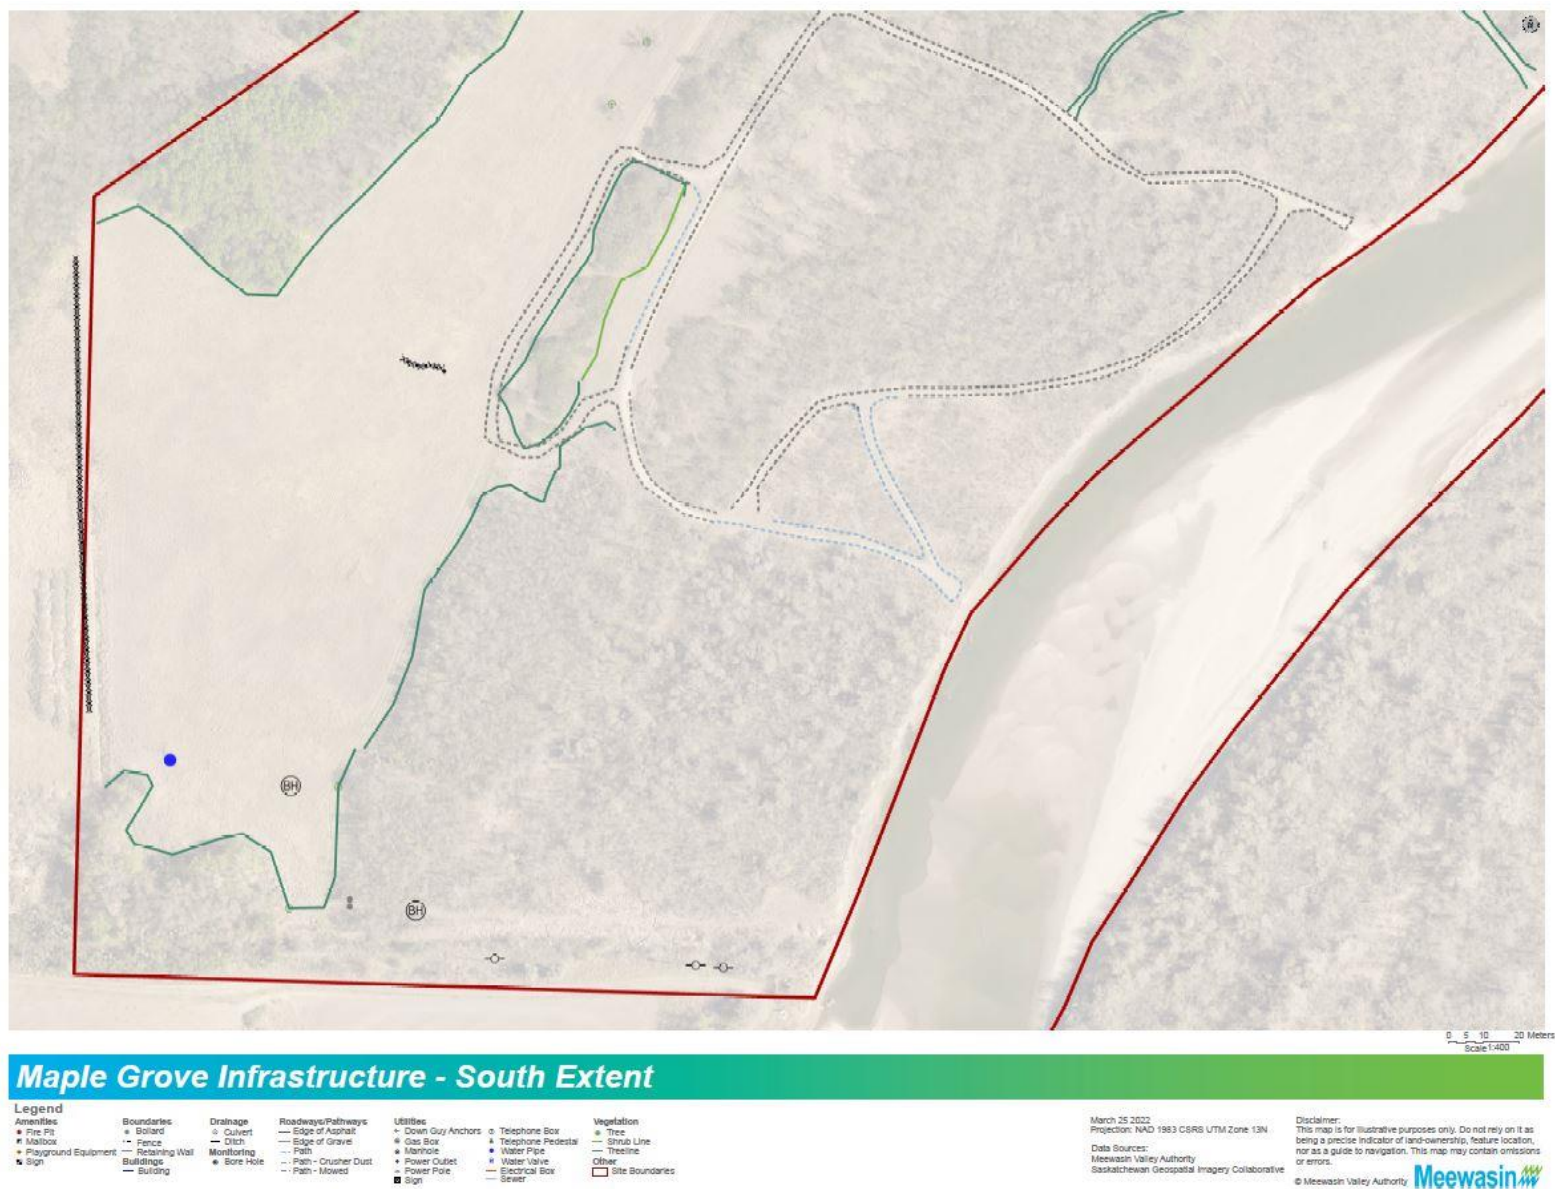 BH
BH
0 5 10 20 Meters
Scale 1:400
Maple Grove Infrastructure - South Extent
Legend
Amenities
Fire Pit
Mailbox
Playground Equipment
Sign
Boundaries
Bollard
Fence
Retaining Wall
Buildings
Building
Drainage
Culvert
Ditch
Monitoring
Bore Hole
Roadways/Pathways
Edge of Asphalt
Edge of Gravel
Path
Path - Crusher Dust
Path - Mowed
Utilities
Down Guy Anchors
Gas Box
Manhole
Power Outlet
Power Pole
Sign
Telephone Box
Telephone Pedestal
Water Pipe
Water Valve
Electrical Box
Sewer
Vegetation
Tree
Shrub Line
Treeline
Other
Site Boundaries
March 25 2022
Projection: NAD 1983 CSRS UTM Zone 13N
Data Sources:
Meewasin Valley Authority
Saskatchewan Geospatial Imagery Collaborative
Disclaimer:
This map is for illustrative purposes only. Do not rely on it as
being a precise indicator of land-ownership, feature location,
nor as a guide to navigation. This map may contain omissions
or errors.
© Meewasin Valley Authority
Meewasin